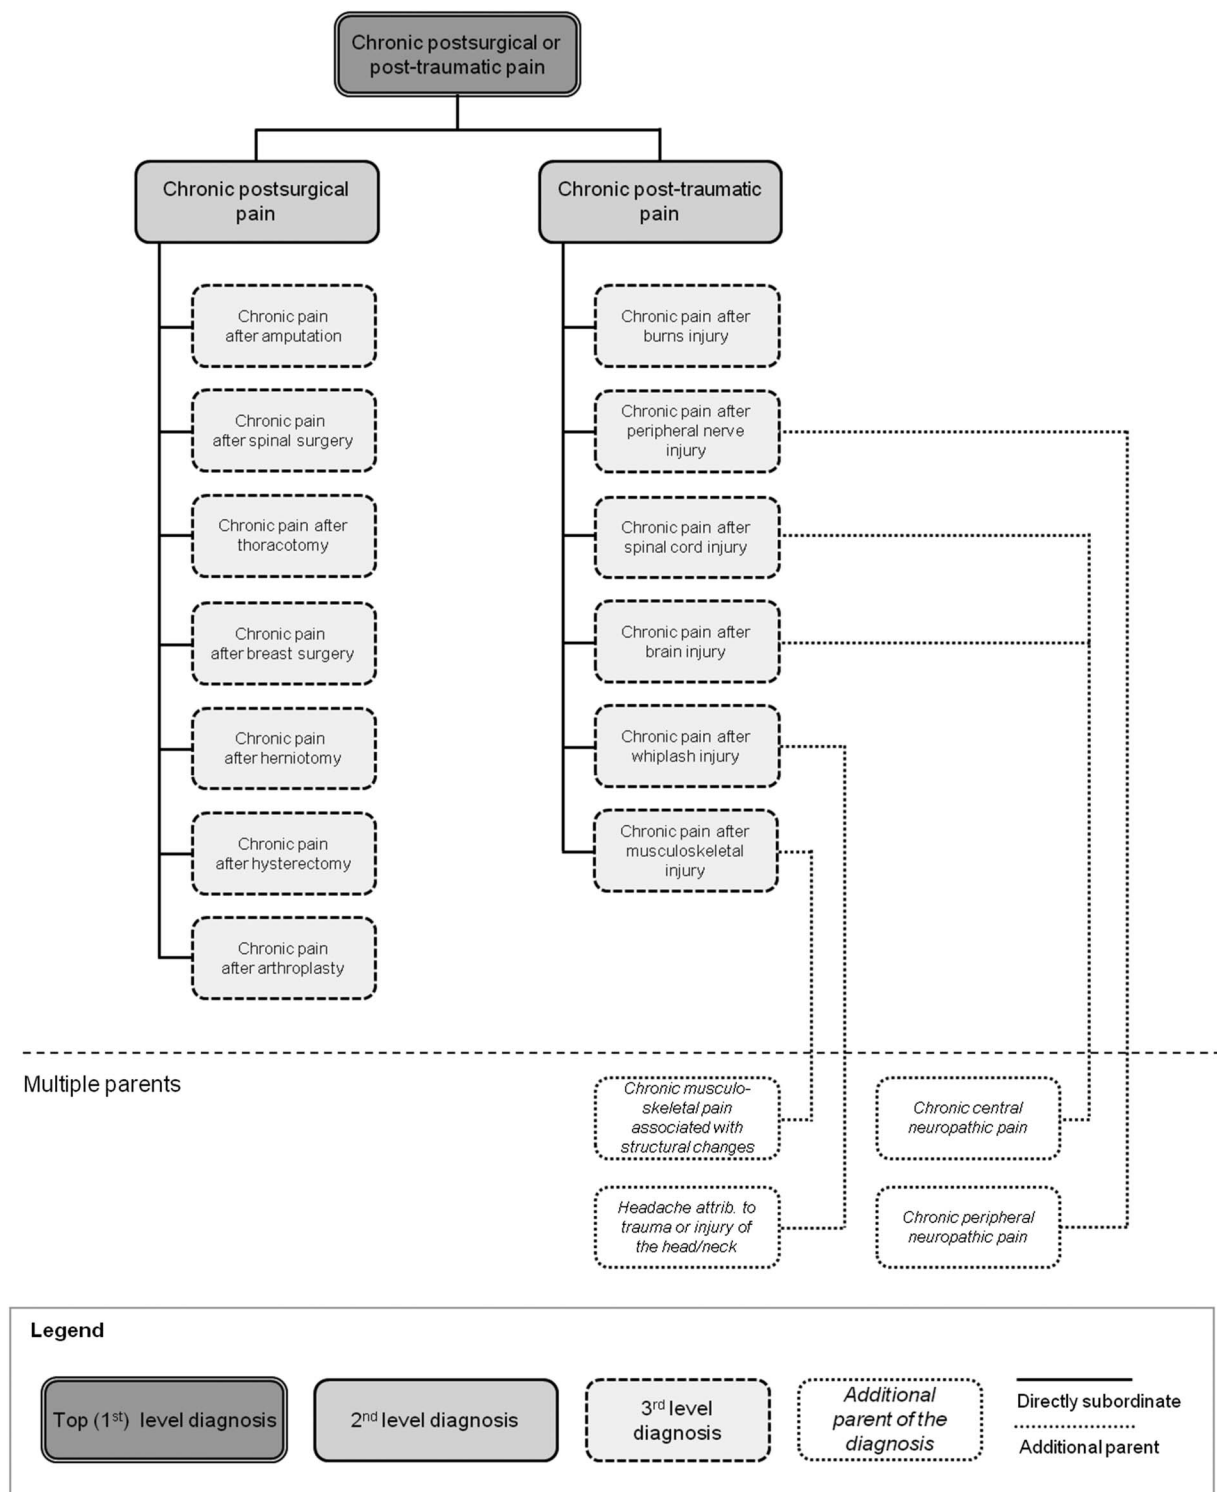 Chronic postsurgical or
post-traumatic pain
Chronic postsurgical
pain
Chronic post-traumatic
pain
Chronic pain
after amputation
Chronic pain
after spinal surgery
Chronic pain after
thoracotomy
Chronic pain
after breast surgery
Chronic pain
after herniotomy
Chronic pain
after hysterectomy
Chronic pain
after arthroplasty
Chronic pain after
burns injury
Chronic pain after
peripheral nerve
injury
Chronic pain after
spinal cord injury
Chronic pain after
brain injury
Chronic pain after
whiplash injury
Chronic pain after
musculoskeletal
injury
Multiple parents
Chronic musculo-
skeletal pain
associated with
structural changes
Chronic central
neuropathic pain
Headache attrib. to
trauma or injury of
the head/neck
Chronic peripheral
neuropathic pain
Legend
Top (1st) level diagnosis
2nd level diagnosis
3rd level
diagnosis
Additional
parent of the
diagnosis
Directly subordinate
Additional parent